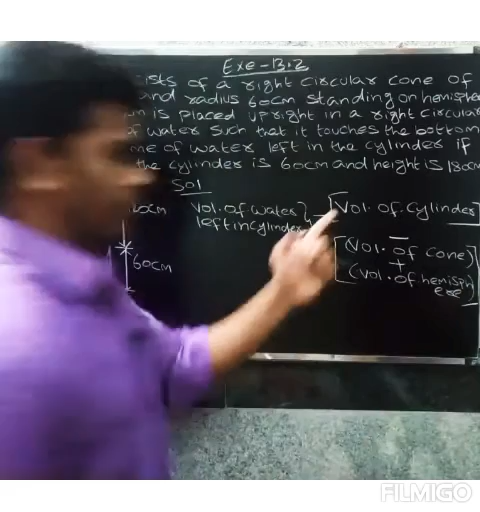 Exe-13.2
ists of a right circular cone of
and radius 60cm standing on hemisphe
is placed upright in a right circular
of water such that it touches the bottom
me of water left in the cylinder if
the cylinder is 60cm and height is 180cm
Sol
Vol. of water } = [Vol. of cylinder]
left in cylinder
−
[(Vol. of cone)
+
(Vol. of hemisph
ere)]
60cm
FILMIGO